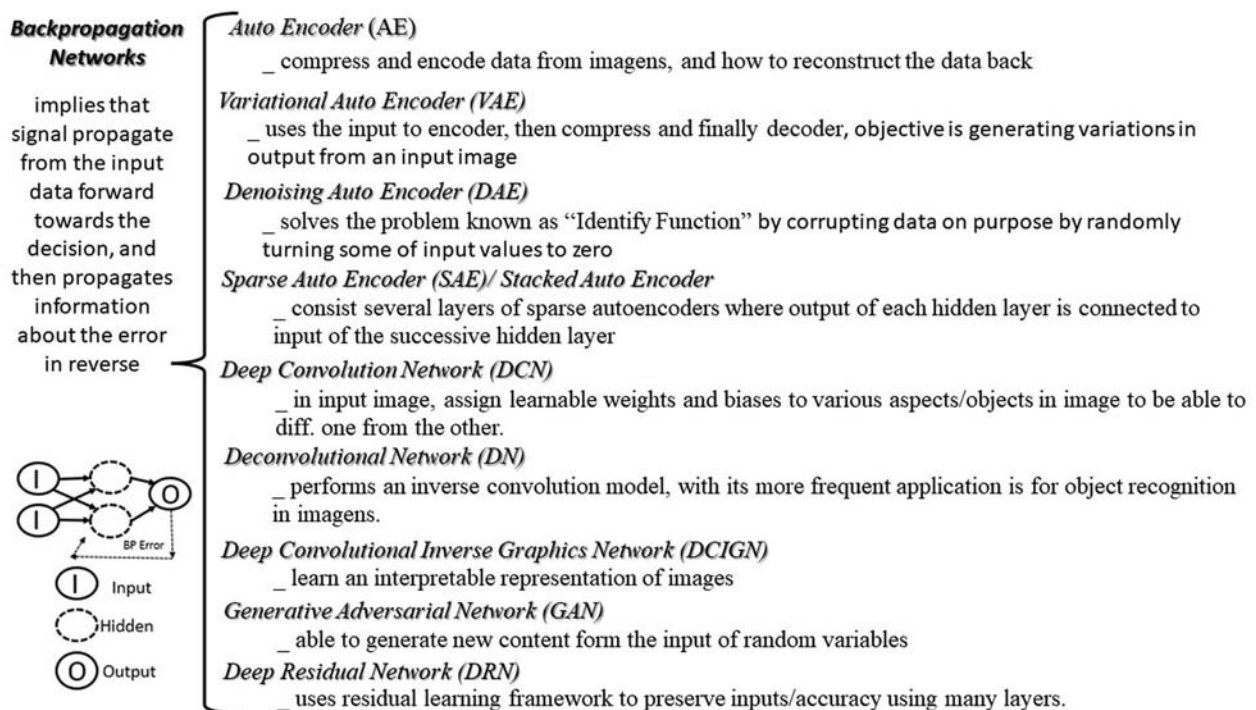 Backpropagation
Networks
implies that
signal propagate
from the input
data forward
towards the
decision, and
then propagates
information
about the error
in reverse
I
I
O
BP Error
I Input
Hidden
O Output
Auto Encoder (AE)
_ compress and encode data from imagens, and how to reconstruct the data back
Variational Auto Encoder (VAE)
_ uses the input to encoder, then compress and finally decoder, objective is generating variations in
output from an input image
Denoising Auto Encoder (DAE)
_ solves the problem known as “Identify Function” by corrupting data on purpose by randomly
turning some of input values to zero
Sparse Auto Encoder (SAE)/ Stacked Auto Encoder
_ consist several layers of sparse autoencoders where output of each hidden layer is connected to
input of the successive hidden layer
Deep Convolution Network (DCN)
_ in input image, assign learnable weights and biases to various aspects/objects in image to be able to
diff. one from the other.
Deconvolutional Network (DN)
_ performs an inverse convolution model, with its more frequent application is for object recognition
in imagens.
Deep Convolutional Inverse Graphics Network (DCIGN)
_ learn an interpretable representation of images
Generative Adversarial Network (GAN)
_ able to generate new content form the input of random variables
Deep Residual Network (DRN)
_ uses residual learning framework to preserve inputs/accuracy using many layers.